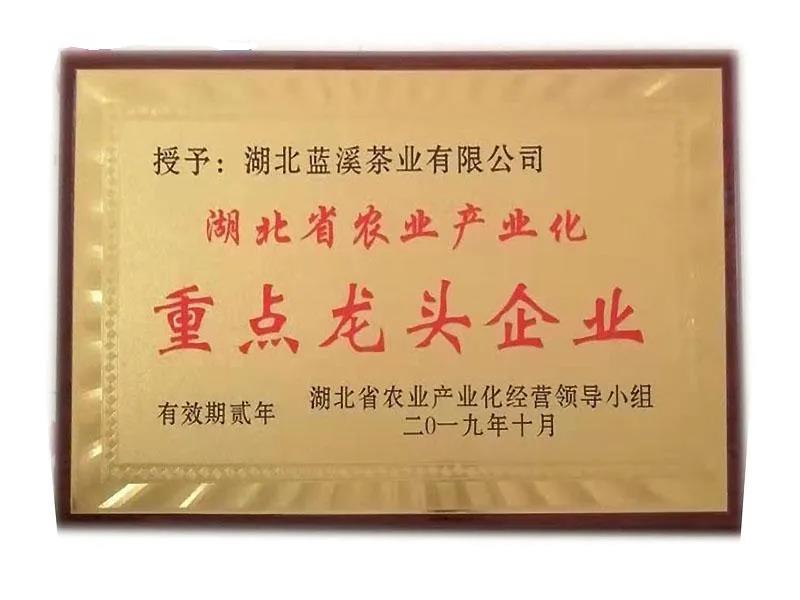 授予：湖北蓝溪茶业有限公司
湖北省农业产业化
重点龙头企业
有效期贰年
湖北省农业产业化经营领导小组
二0一九年十月